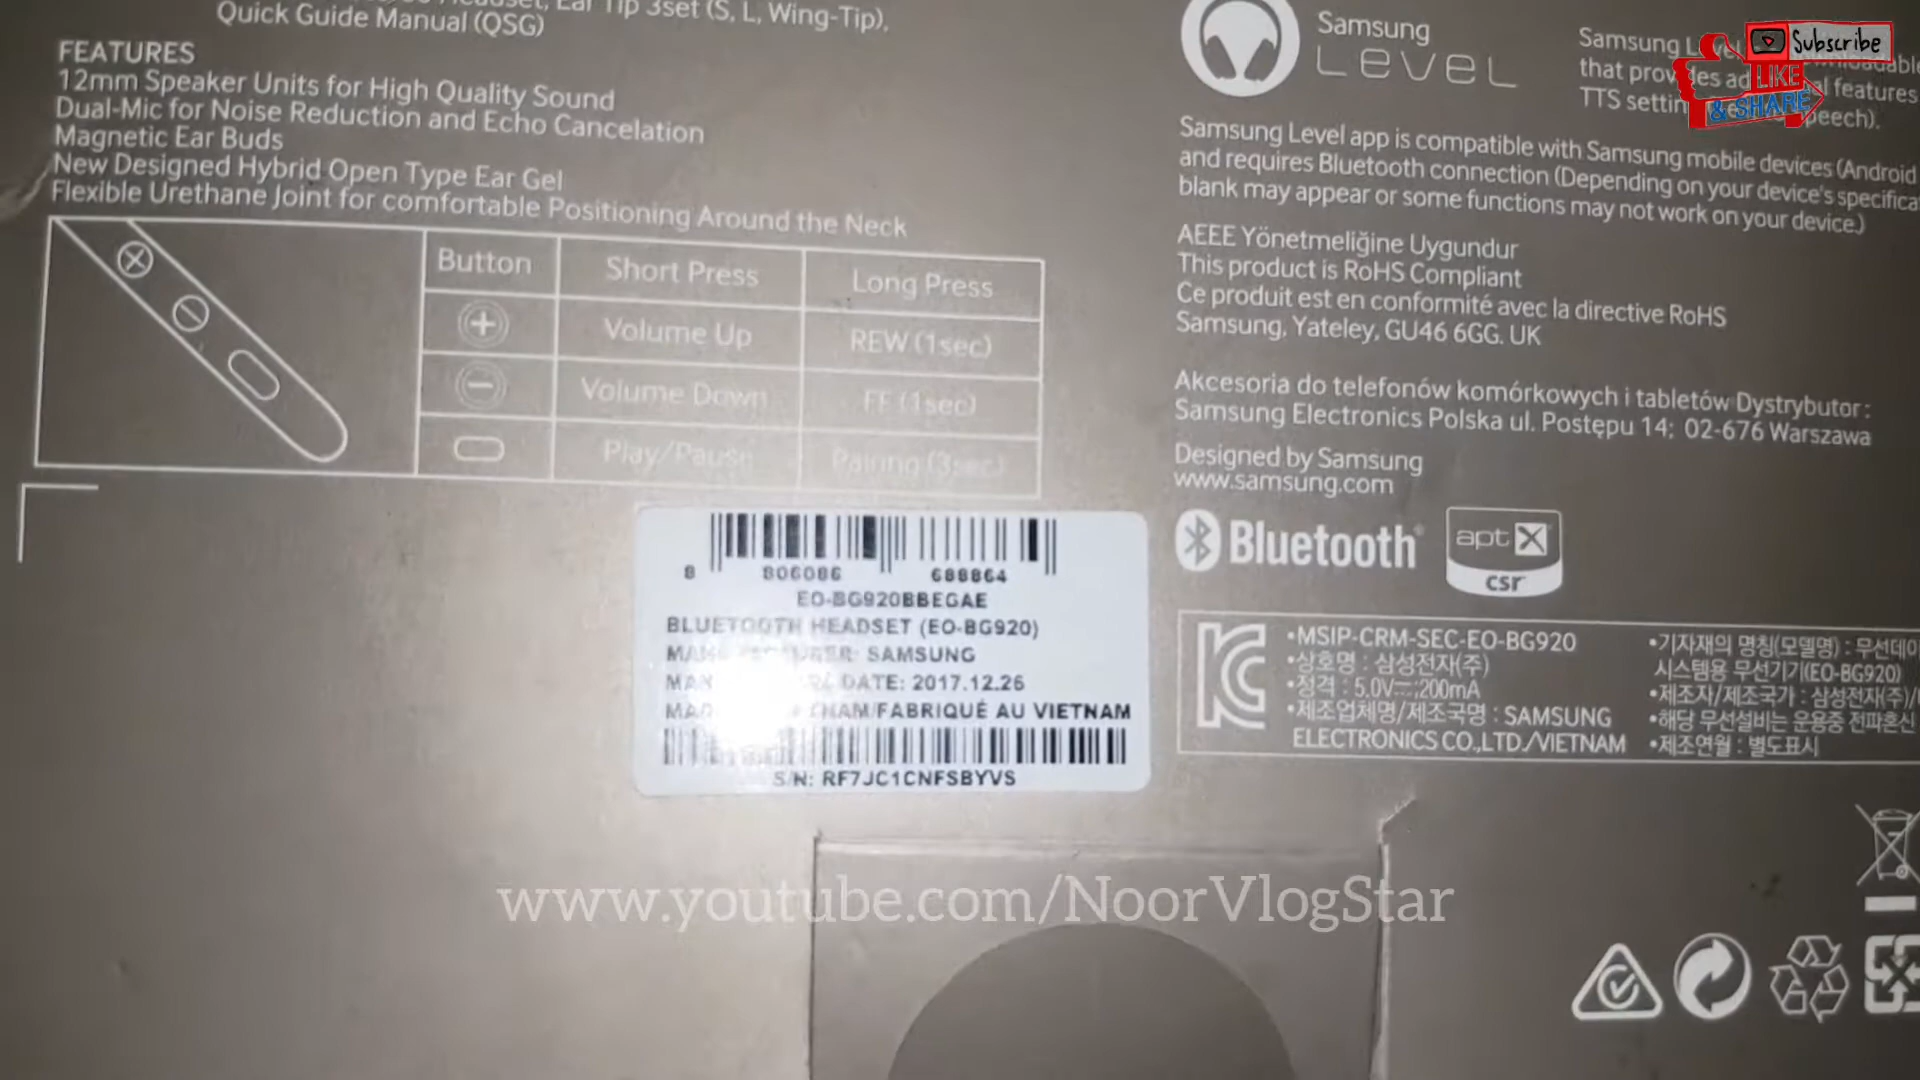 Ear Tip 3set (S, L, Wing-Tip),
Quick Guide Manual (QSG)
FEATURES
12mm Speaker Units for High Quality Sound
Dual-Mic for Noise Reduction and Echo Cancelation
Magnetic Ear Buds
New Designed Hybrid Open Type Ear Gel
Flexible Urethane Joint for comfortable Positioning Around the Neck
Button Short Press Long Press
Volume Up REW (1sec)
Volume Down FF (1sec)
Play/Pause Pairing (3sec)
8 806086 688864
EO-BG920BBEGAE
BLUETOOTH HEADSET (EO-BG920)
SAMSUNG
DATE: 2017.12.26
FABRIQUÉ AU VIETNAM
S/N: RF7JC1CNFSBYVS
Samsung
LEVEL
Samsung
that provides features
TTS
Subscribe
LIKE
& SHARE
Samsung Level app is compatible with Samsung mobile devices (Android
and requires Bluetooth connection (Depending on your device's
blank may appear or some functions may not work on your device.)
AEEE Yönetmeliğine Uygundur
This product is RoHS Compliant
Ce produit est en conformité avec la directive RoHS
Samsung, Yateley, GU46 6GG. UK
Akcesoria do telefonów komórkowych i tabletów Dystrybutor:
Samsung Electronics Polska ul. Postępu 14; 02-676 Warszawa
Designed by Samsung
www.samsung.com
Bluetooth
aptX
csr
•MSIP-CRM-SEC-EO-BG920
•상호명 : 삼성전자(주)
•정격 : 5.0V⎓,200mA
•제조업체명/제조국명 : SAMSUNG
ELECTRONICS CO.,LTD./VIETNAM
•기자재의 명칭(모델명) : 무선데이
시스템용 무선기기(EO-BG920)
•제조자/제조국가 : 삼성전자(주)/
•해당 무선설비는 운용중 전파혼신
•제조연월 : 별도표시
www.youtube.com/NoorVlogStar